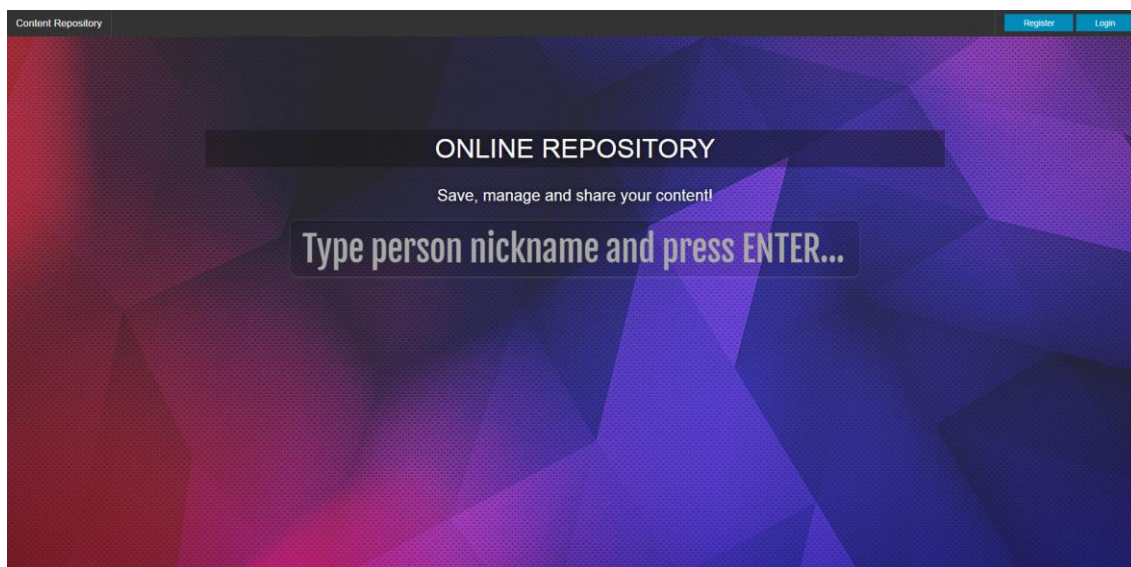 Content Repository
Register
Login
ONLINE REPOSITORY
Save, manage and share your content!
Type person nickname and press ENTER...